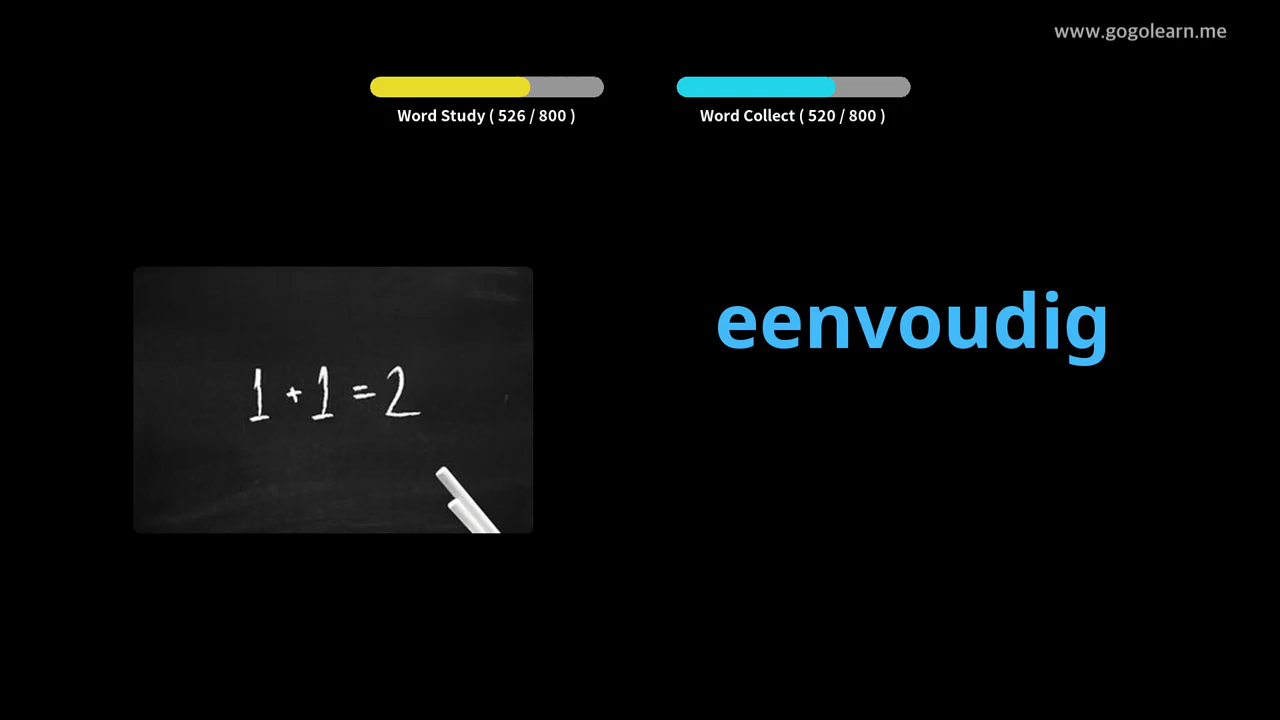 www.gogolearn.me
Word Study ( 526 / 800 )
Word Collect ( 520 / 800 )
eenvoudig
1 + 1 = 2